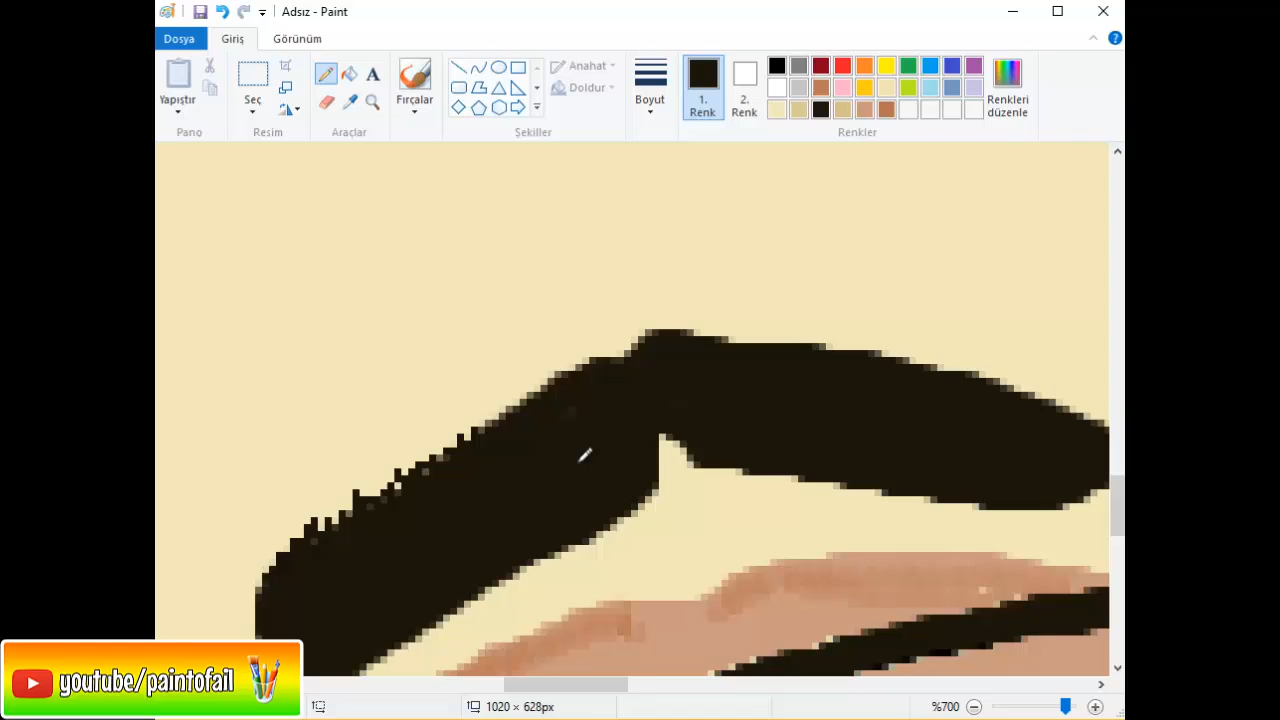 Adsız - Paint
Dosya
Giriş
Görünüm
Yapıştır
Pano
Seç
Resim
Araçlar
Fırçalar
Şekiller
Anahat
Doldur
Boyut
1.
Renk
2.
Renk
Renkler
Renkleri
düzenle
youtube/paintofail
1020 × 628px
%700